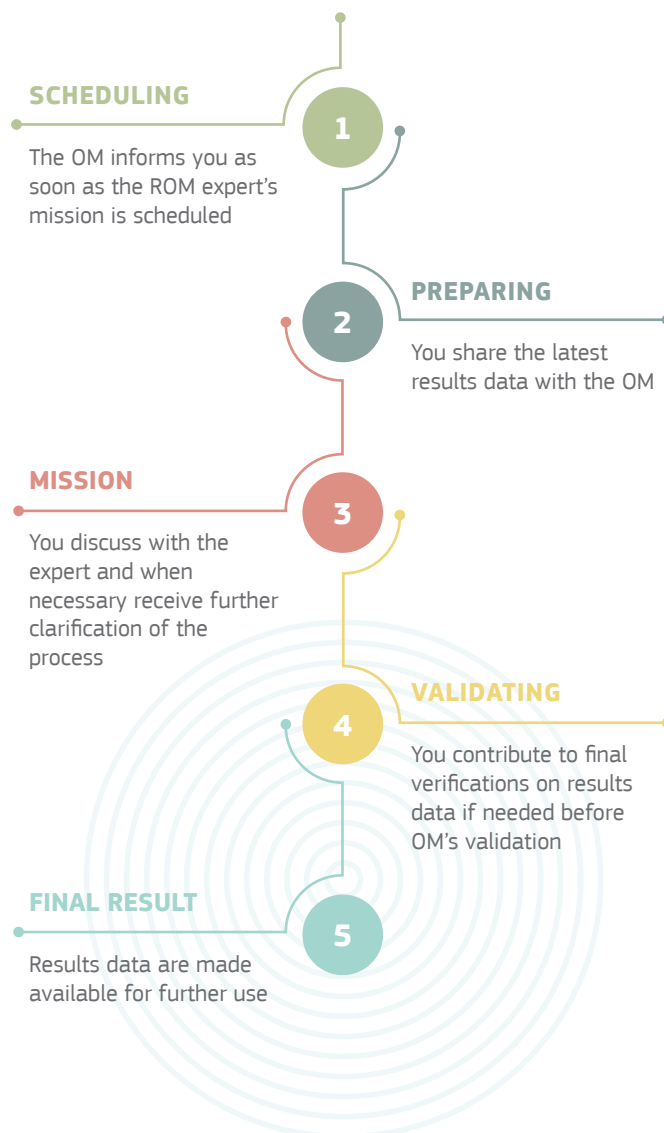 SCHEDULING
1
The OM informs you as
soon as the ROM expert's
mission is scheduled
PREPARING
2
You share the latest
results data with the OM
MISSION
3
You discuss with the
expert and when
necessary receive further
clarification of the
process
VALIDATING
4
You contribute to final
verifications on results
data if needed before
OM's validation
FINAL RESULT
5
Results data are made
available for further use